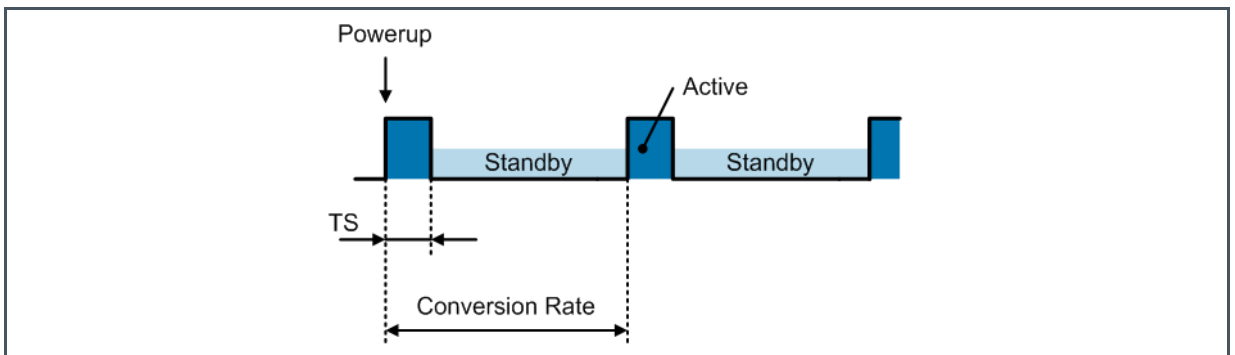 Powerup
Active
Standby
Standby
TS
Conversion Rate